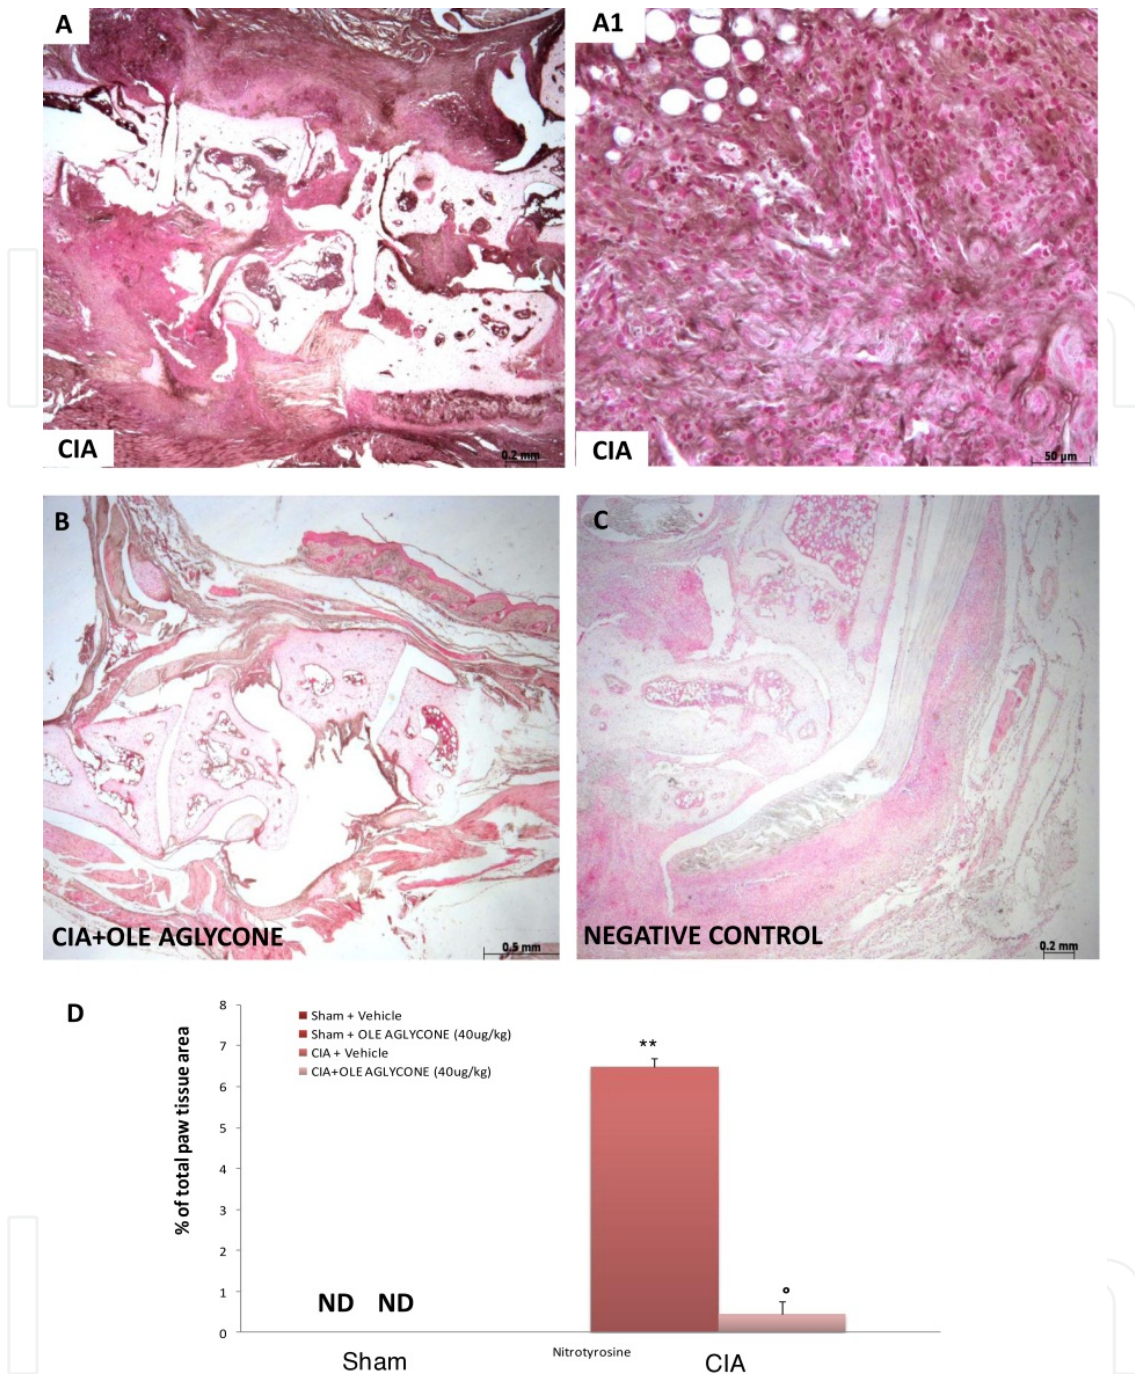 A
A1
CIA
0.2 mm
CIA
50 µm
B
C
CIA+OLE AGLYCONE
0.5 mm
NEGATIVE CONTROL
0.2 mm
D
% of total paw tissue area
8
7
6
5
4
3
2
1
0
Sham + Vehicle
Sham + OLE AGLYCONE (40ug/kg)
CIA + Vehicle
CIA+OLE AGLYCONE (40ug/kg)
**
°
ND ND
Nitrotyrosine
Sham
CIA